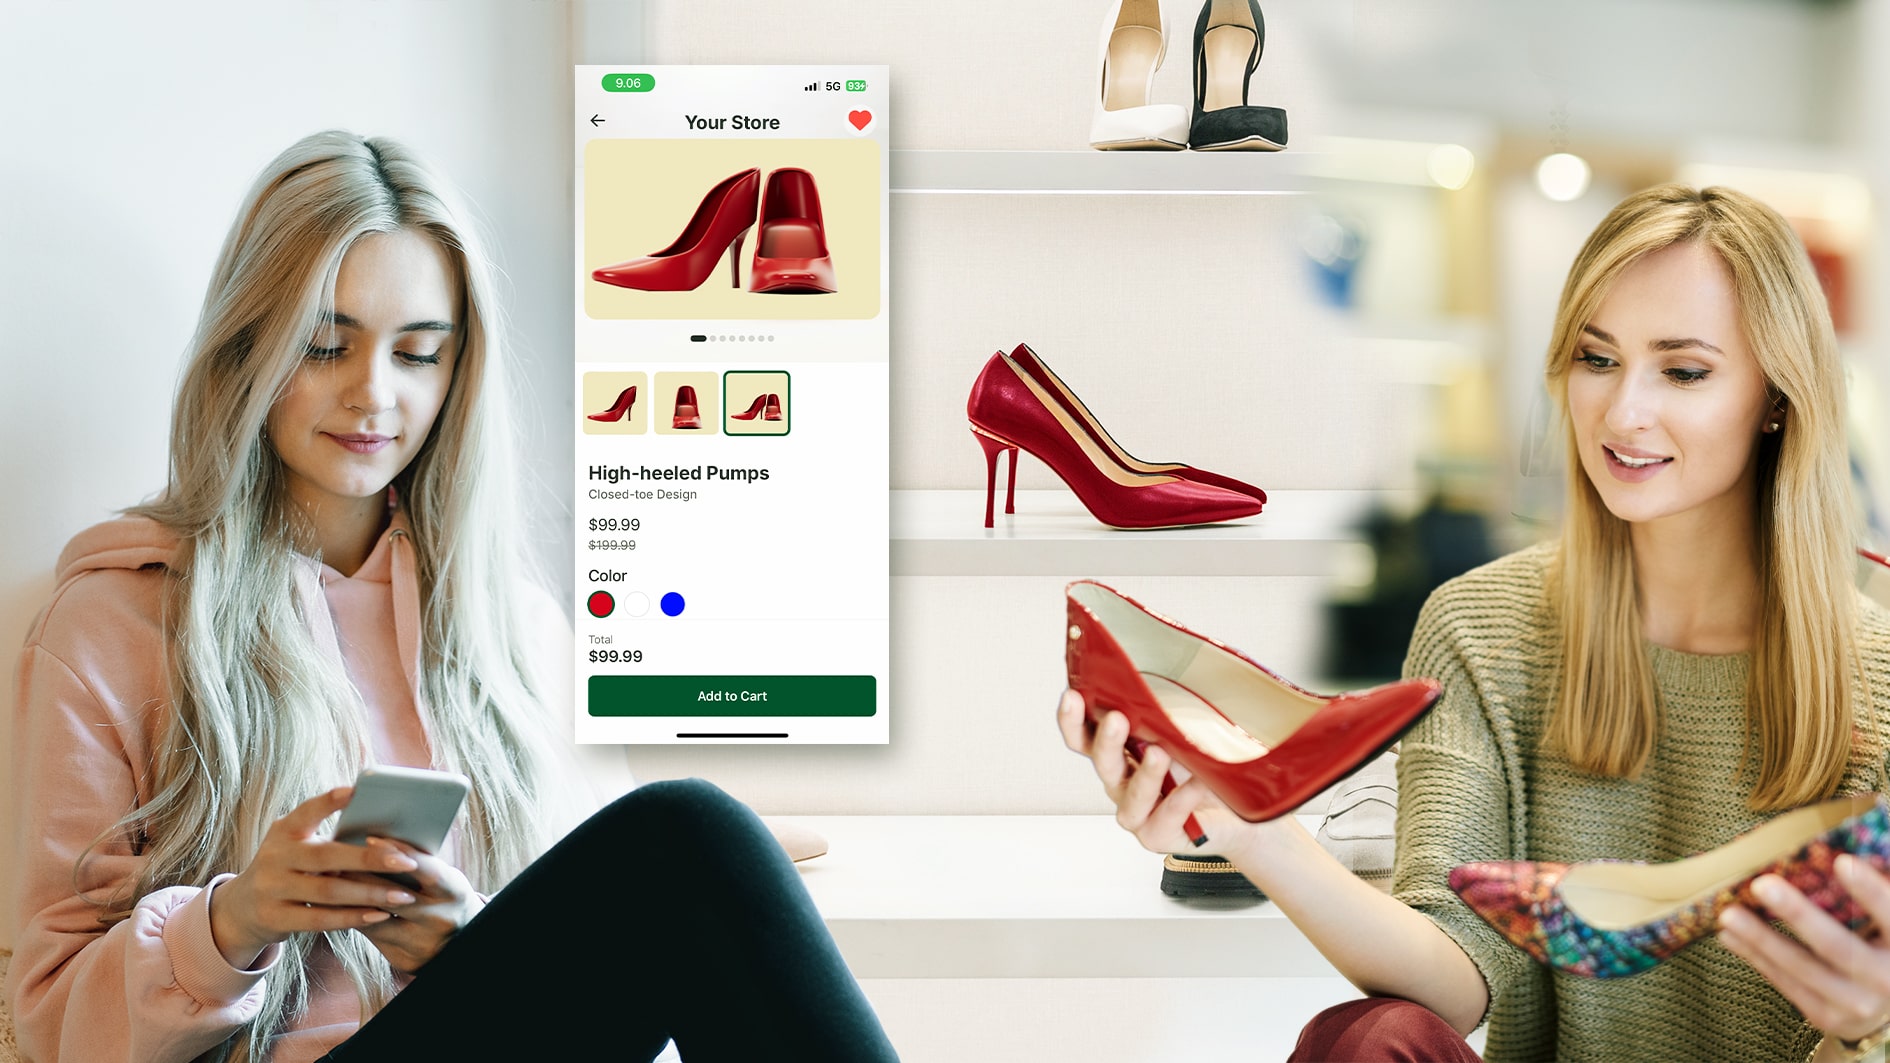 9.06
5G
93
Your Store
High-heeled Pumps
Closed-toe Design
$99.99
$199.99
Color
Total
$99.99
Add to Cart